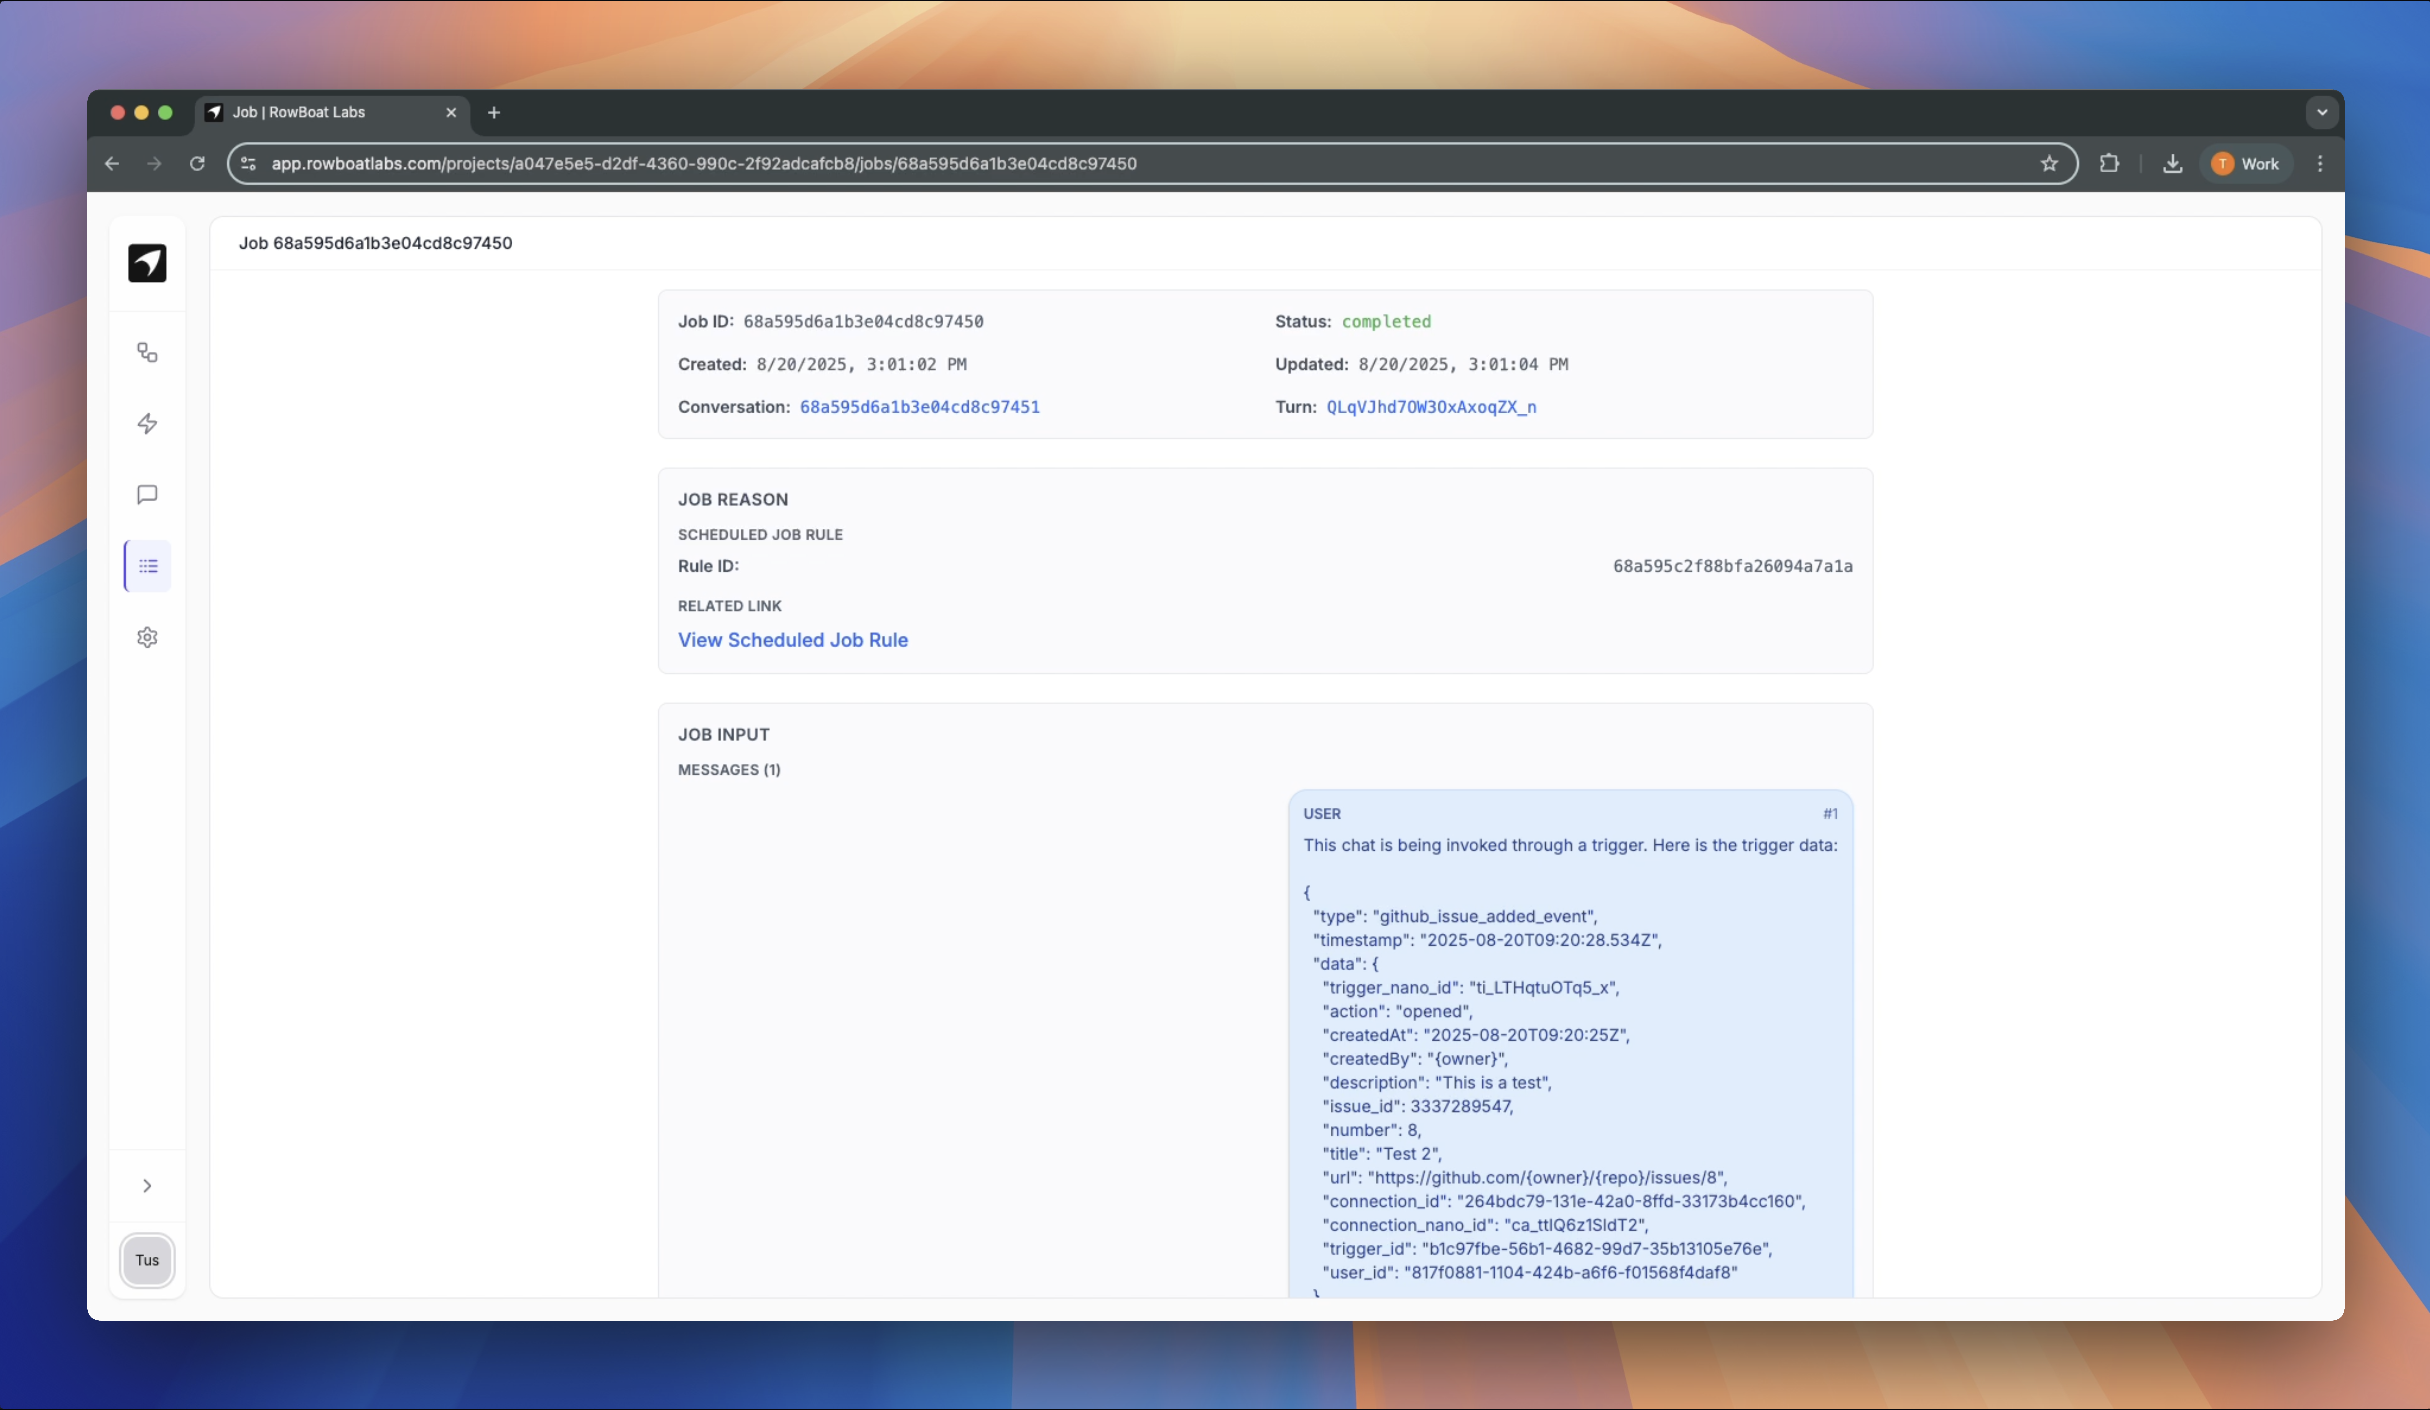 Job | RowBoat Labs
app.rowboatlabs.com/projects/a047e5e5-d2df-4360-990c-2f92adcafcb8/jobs/68a595d6a1b3e04cd8c97450
T Work
Job 68a595d6a1b3e04cd8c97450
Job ID: 68a595d6a1b3e04cd8c97450
Status: completed
Created: 8/20/2025, 3:01:02 PM
Updated: 8/20/2025, 3:01:04 PM
Conversation: 68a595d6a1b3e04cd8c97451
Turn: QLqVJhd7OW3OxAxoqZX_n
JOB REASON
SCHEDULED JOB RULE
Rule ID: 68a595c2f88bfa26094a7a1a
RELATED LINK
View Scheduled Job Rule
JOB INPUT
MESSAGES (1)
USER #1
This chat is being invoked through a trigger. Here is the trigger data:
{
"type": "github_issue_added_event",
"timestamp": "2025-08-20T09:20:28.534Z",
"data": {
"trigger_nano_id": "ti_LTHqtuOTq5_x",
"action": "opened",
"createdAt": "2025-08-20T09:20:25Z",
"createdBy": "{owner}",
"description": "This is a test",
"issue_id": 3337289547,
"number": 8,
"title": "Test 2",
"url": "https://github.com/{owner}/{repo}/issues/8",
"connection_id": "264bdc79-131e-42a0-8ffd-33173b4cc160",
"connection_nano_id": "ca_ttIQ6z1SldT2",
"trigger_id": "b1c97fbe-56b1-4682-99d7-35b13105e76e",
"user_id": "817f0881-1104-424b-a6f6-f01568f4daf8"
}
Tus